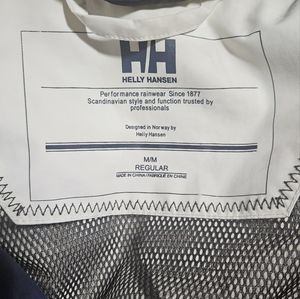 HH
HELLY HANSEN
Performance rainwear Since 1877
Scandinavian style and function trusted by
professionals
Designed in Norway by
Helly Hansen
M/M
REGULAR
MADE IN CHINA/FABRIQUÉ EN CHINE